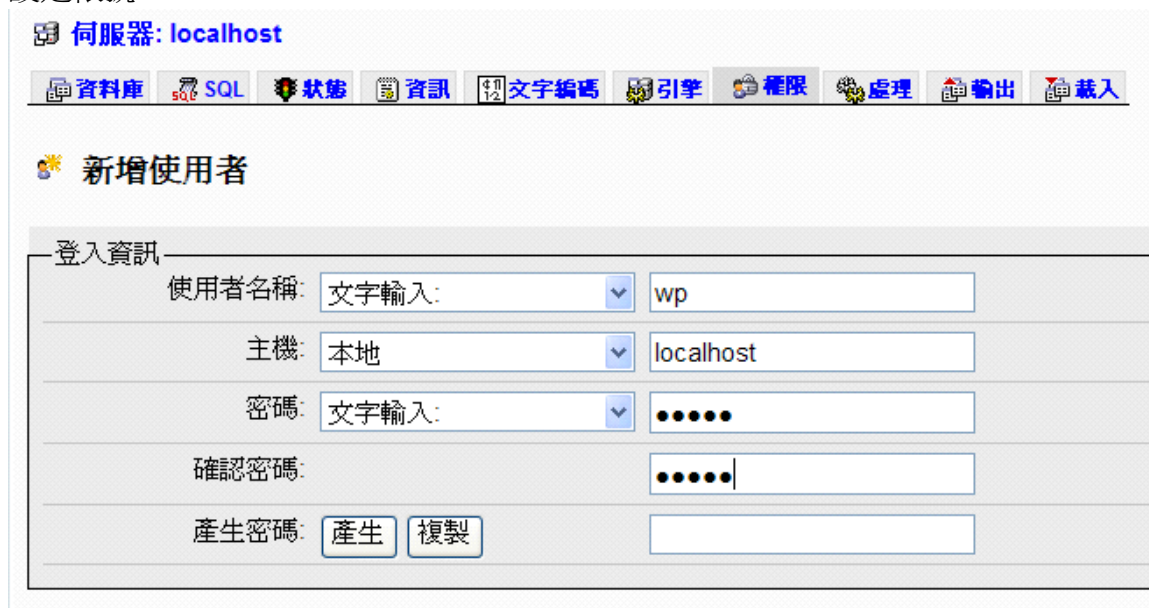 伺服器: localhost
資料庫 SQL 狀態 資訊 文字編碼 引擎 權限 處理 輸出 載入
新增使用者
登入資訊
使用者名稱: 文字輸入: wp
主機: 本地 localhost
密碼: 文字輸入: ●●●●●
確認密碼: ●●●●●
產生密碼: 產生 複製